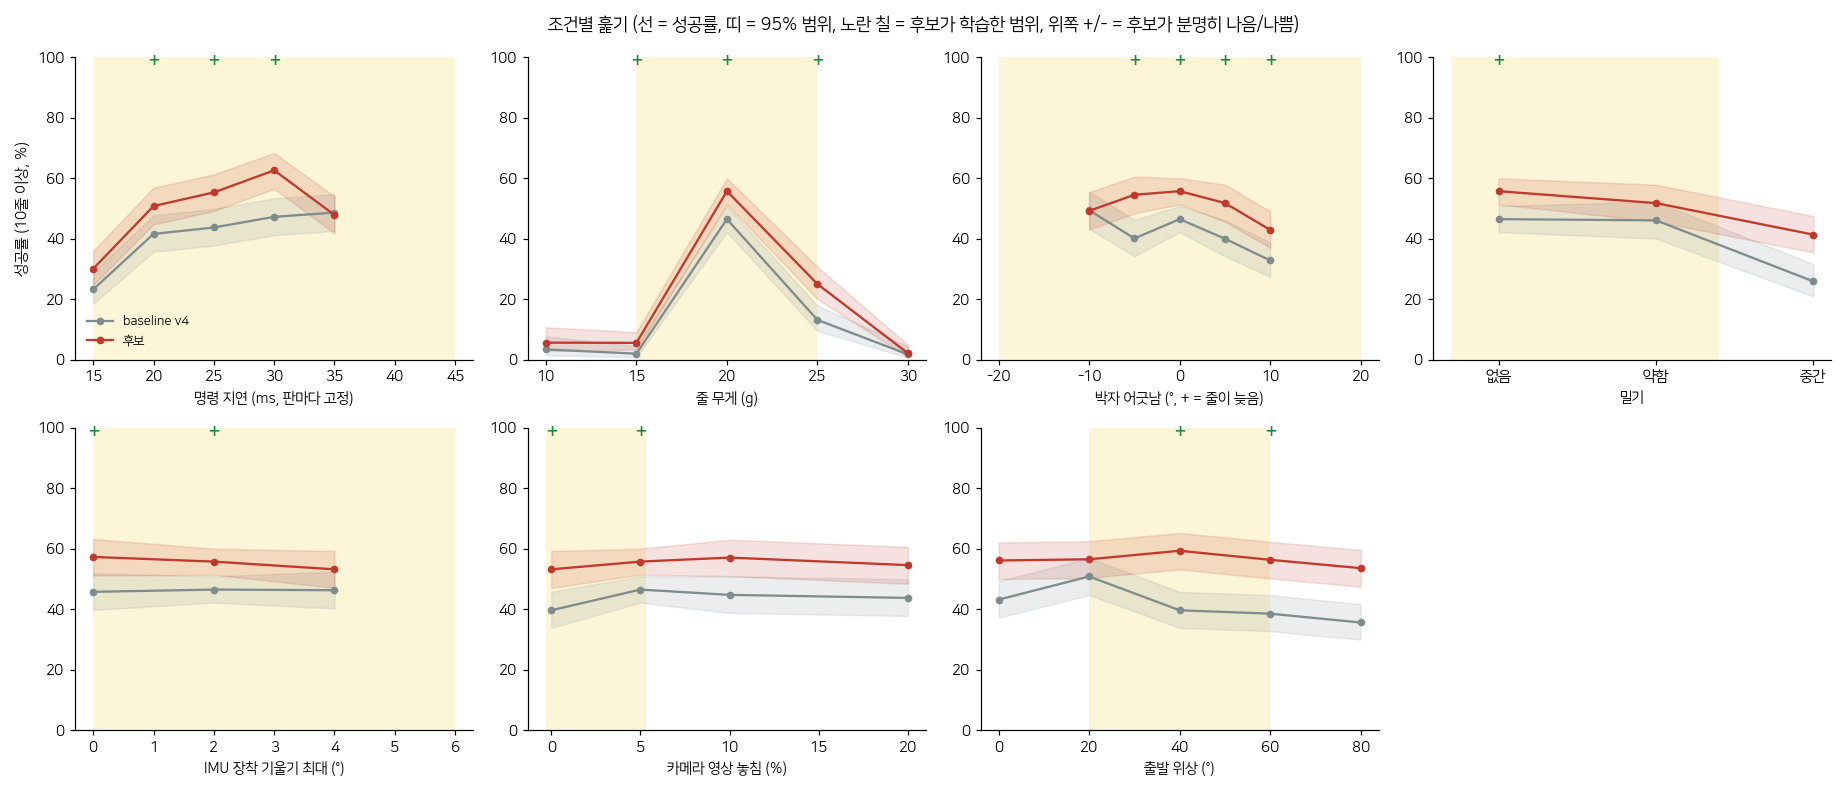 조건별 훑기 (선 = 성공률, 띠 = 95% 범위, 노란 칠 = 후보가 학습한 범위, 위쪽 +/- = 후보가 분명히 나음/나쁨)
+ + +
100
80
60
40
20
0
성공률 (10줄 이상, %)
baseline v4
후보
15 20 25 30 35 40 45
명령 지연 (ms, 판마다 고정)
+ + +
100
80
60
40
20
0
10 15 20 25 30
줄 무게 (g)
+ + + +
100
80
60
40
20
0
-20 -10 0 10 20
박자 어긋남 (°, + = 줄이 늦음)
+
100
80
60
40
20
0
없음 약함 중간
밀기
+ +
100
80
60
40
20
0
0 1 2 3 4 5 6
IMU 장착 기울기 최대 (°)
+ +
100
80
60
40
20
0
0 5 10 15 20
카메라 영상 놓침 (%)
+ +
100
80
60
40
20
0
0 20 40 60 80
출발 위상 (°)